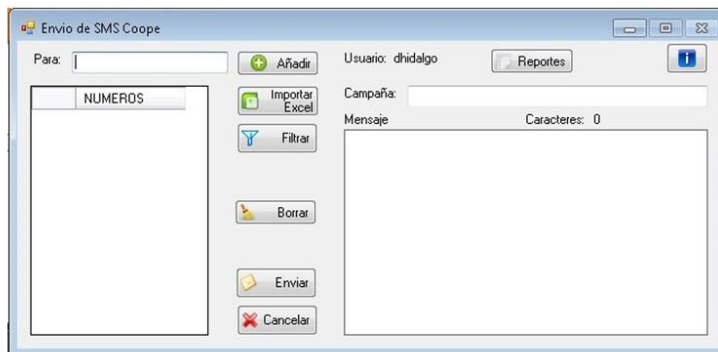 Envio de SMS Coope
Para:
Añadir
Usuario: dhidalgo
Reportes
NUMEROS
Importar
Excel
Campaña:
Filtrar
Mensaje
Caracteres: 0
Borrar
Enviar
Cancelar